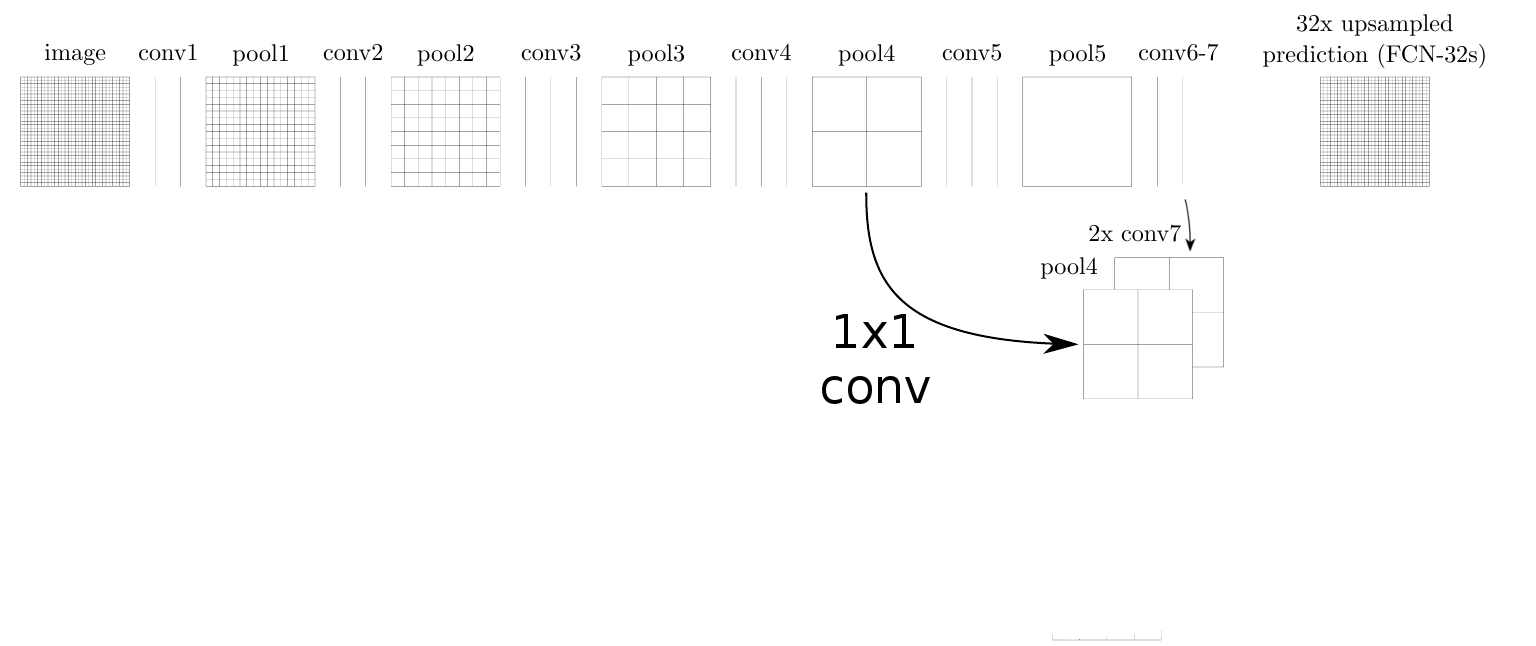 32x upsampled
image conv1 pool1 conv2 pool2 conv3 pool3 conv4 pool4 conv5 pool5 conv6-7 prediction (FCN-32s)
2x conv7
pool4
1x1
conv